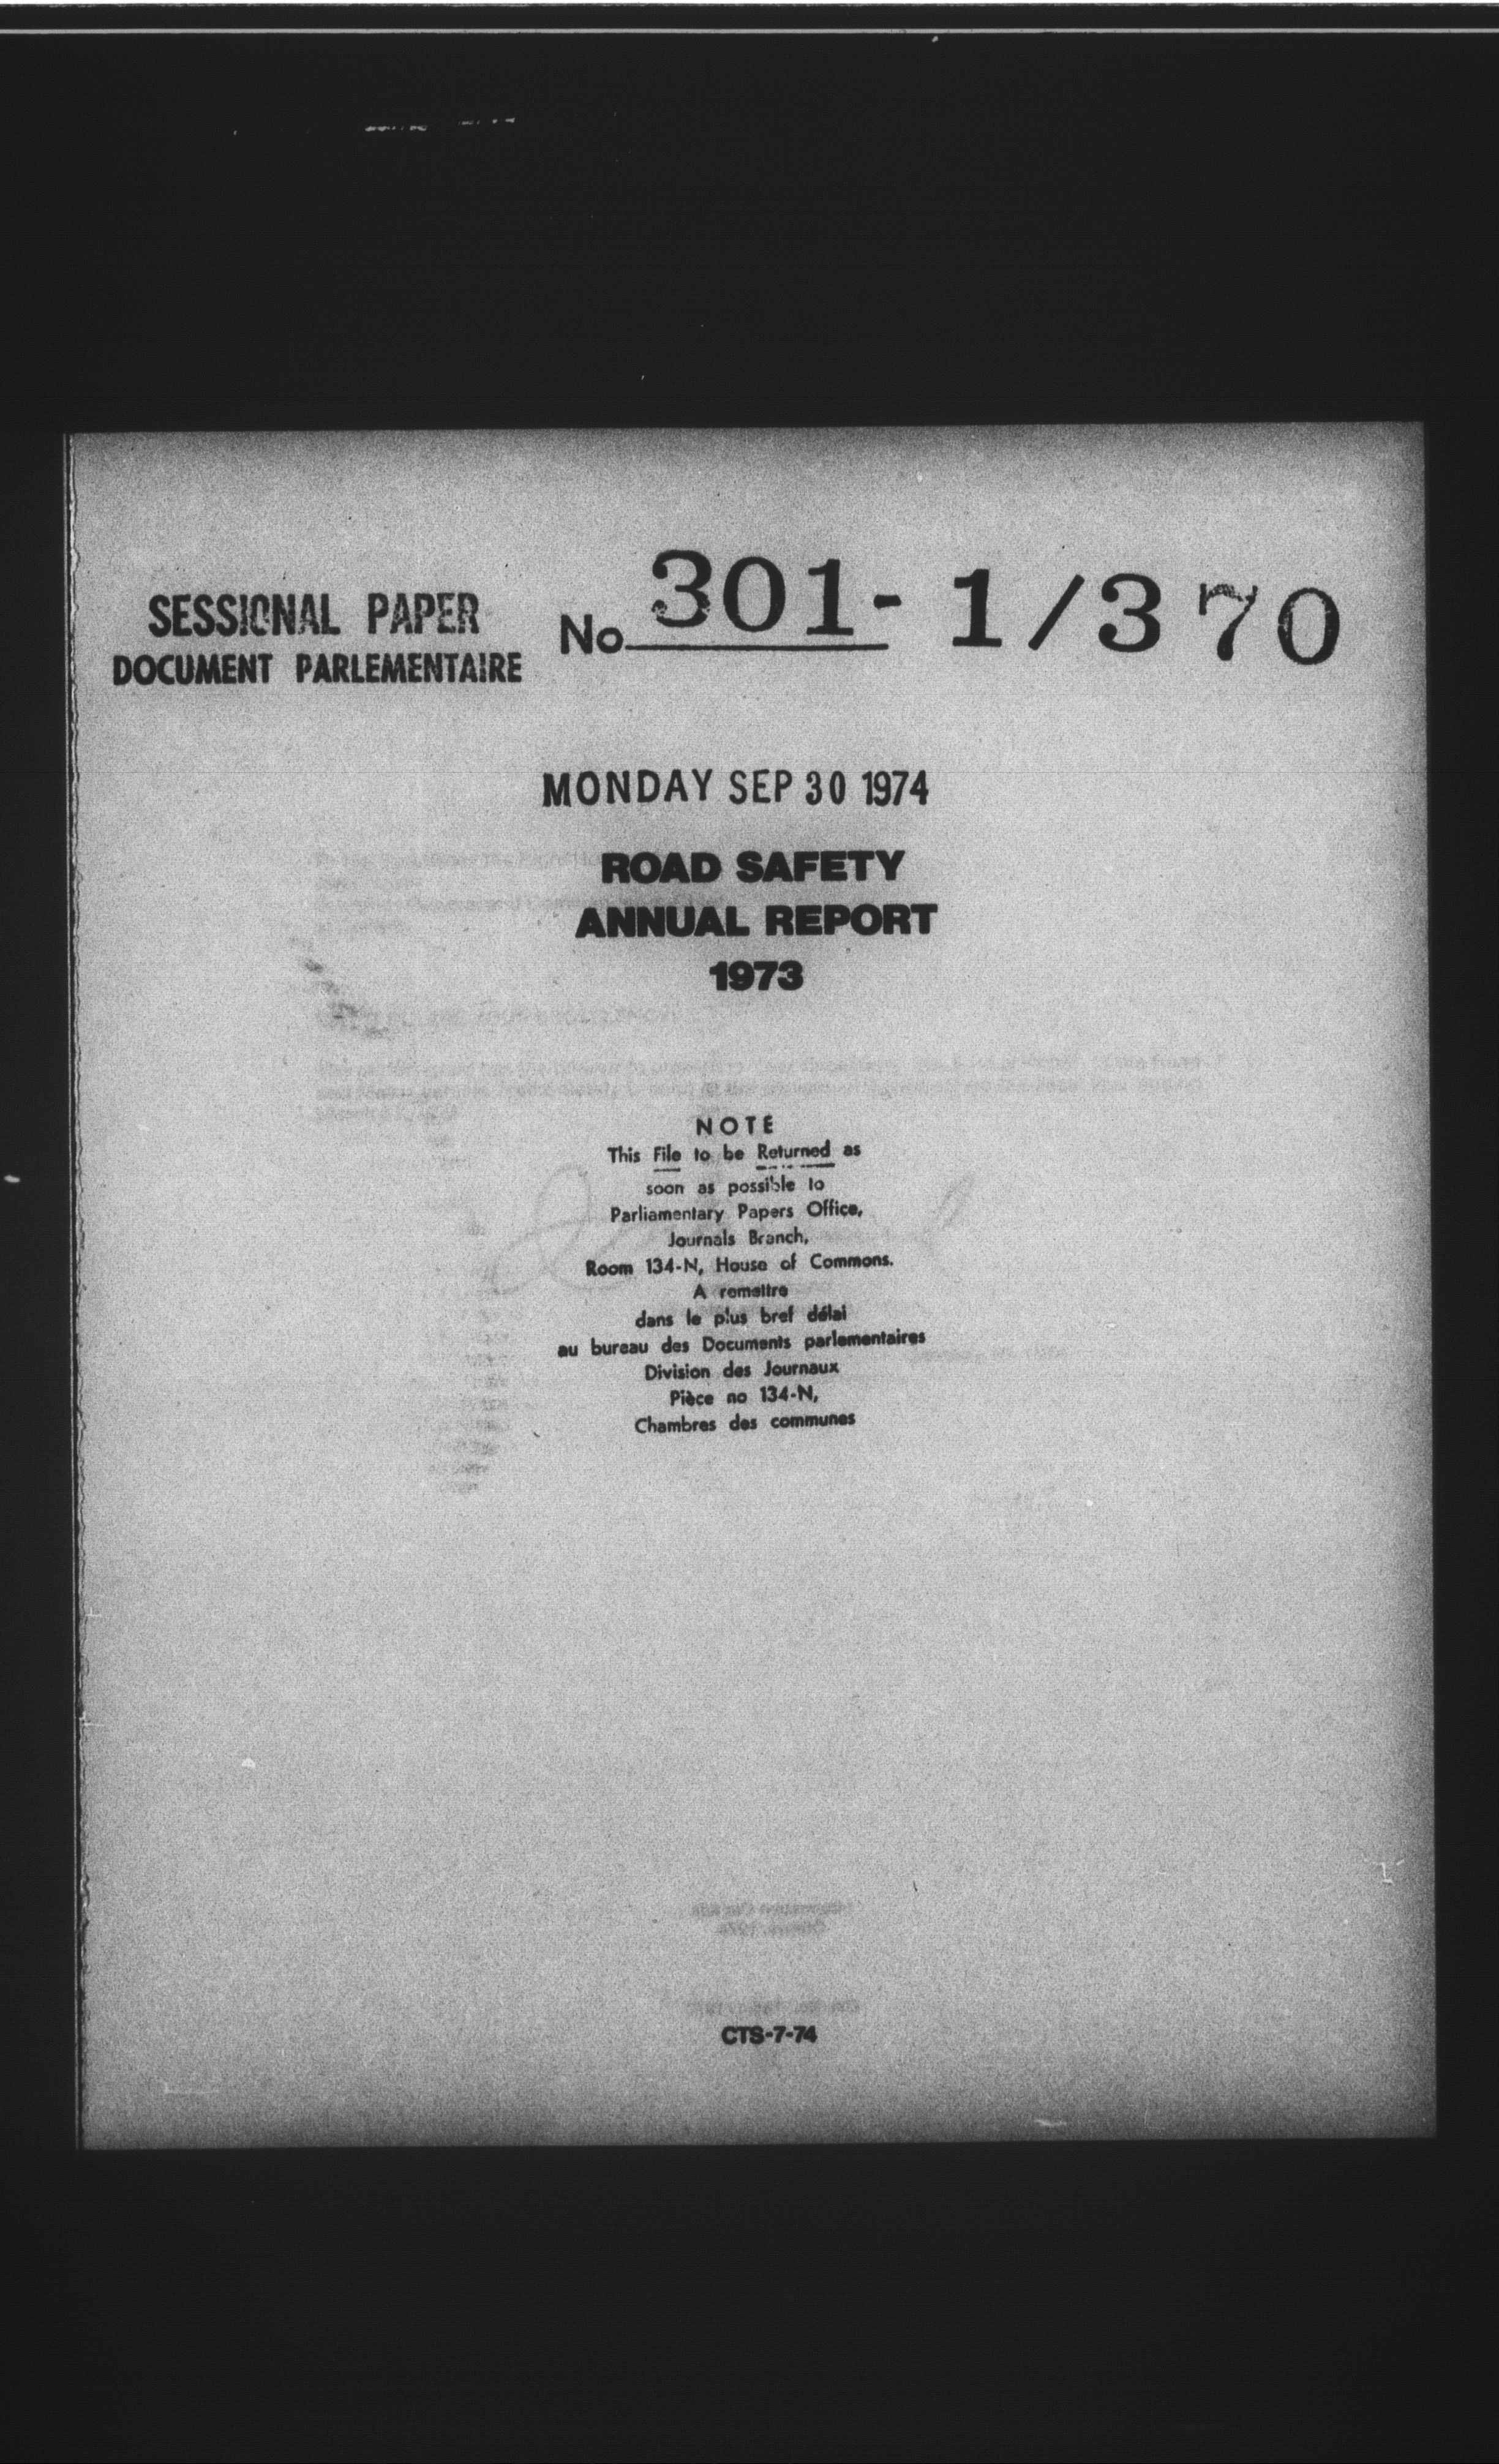 SESSIONAL PAPER
DOCUMENT PARLEMENTAIRE
No 301-1/370
MONDAY SEP 30 1974
ROAD SAFETY
ANNUAL REPORT
1973
NOTE
This File to be Returned as
soon as possible to
Parliamentary Papers Office,
Journals Branch,
Room 134-N, House of Commons.
A remettre
dans le plus bref délai
au bureau des Documents parlementaires
Division des Journaux
Pièce no 134-N,
Chambres des communes
CTS-7-74